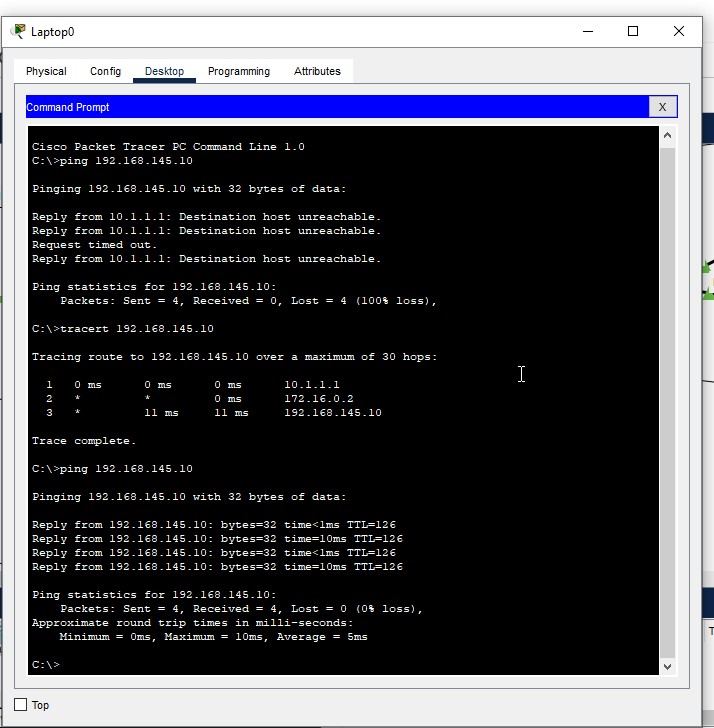 Laptop0
Physical Config Desktop Programming Attributes
Command Prompt X
Cisco Packet Tracer PC Command Line 1.0
C:\>ping 192.168.145.10
Pinging 192.168.145.10 with 32 bytes of data:
Reply from 10.1.1.1: Destination host unreachable.
Reply from 10.1.1.1: Destination host unreachable.
Request timed out.
Reply from 10.1.1.1: Destination host unreachable.
Ping statistics for 192.168.145.10:
Packets: Sent = 4, Received = 0, Lost = 4 (100% loss),
C:\>tracert 192.168.145.10
Tracing route to 192.168.145.10 over a maximum of 30 hops:
1 0 ms 0 ms 0 ms 10.1.1.1
2 * * 0 ms 172.16.0.2
3 * 11 ms 11 ms 192.168.145.10
Trace complete.
C:\>ping 192.168.145.10
Pinging 192.168.145.10 with 32 bytes of data:
Reply from 192.168.145.10: bytes=32 time<1ms TTL=126
Reply from 192.168.145.10: bytes=32 time=10ms TTL=126
Reply from 192.168.145.10: bytes=32 time<1ms TTL=126
Reply from 192.168.145.10: bytes=32 time=10ms TTL=126
Ping statistics for 192.168.145.10:
Packets: Sent = 4, Received = 4, Lost = 0 (0% loss),
Approximate round trip times in milli-seconds:
Minimum = 0ms, Maximum = 10ms, Average = 5ms
C:\>
Top